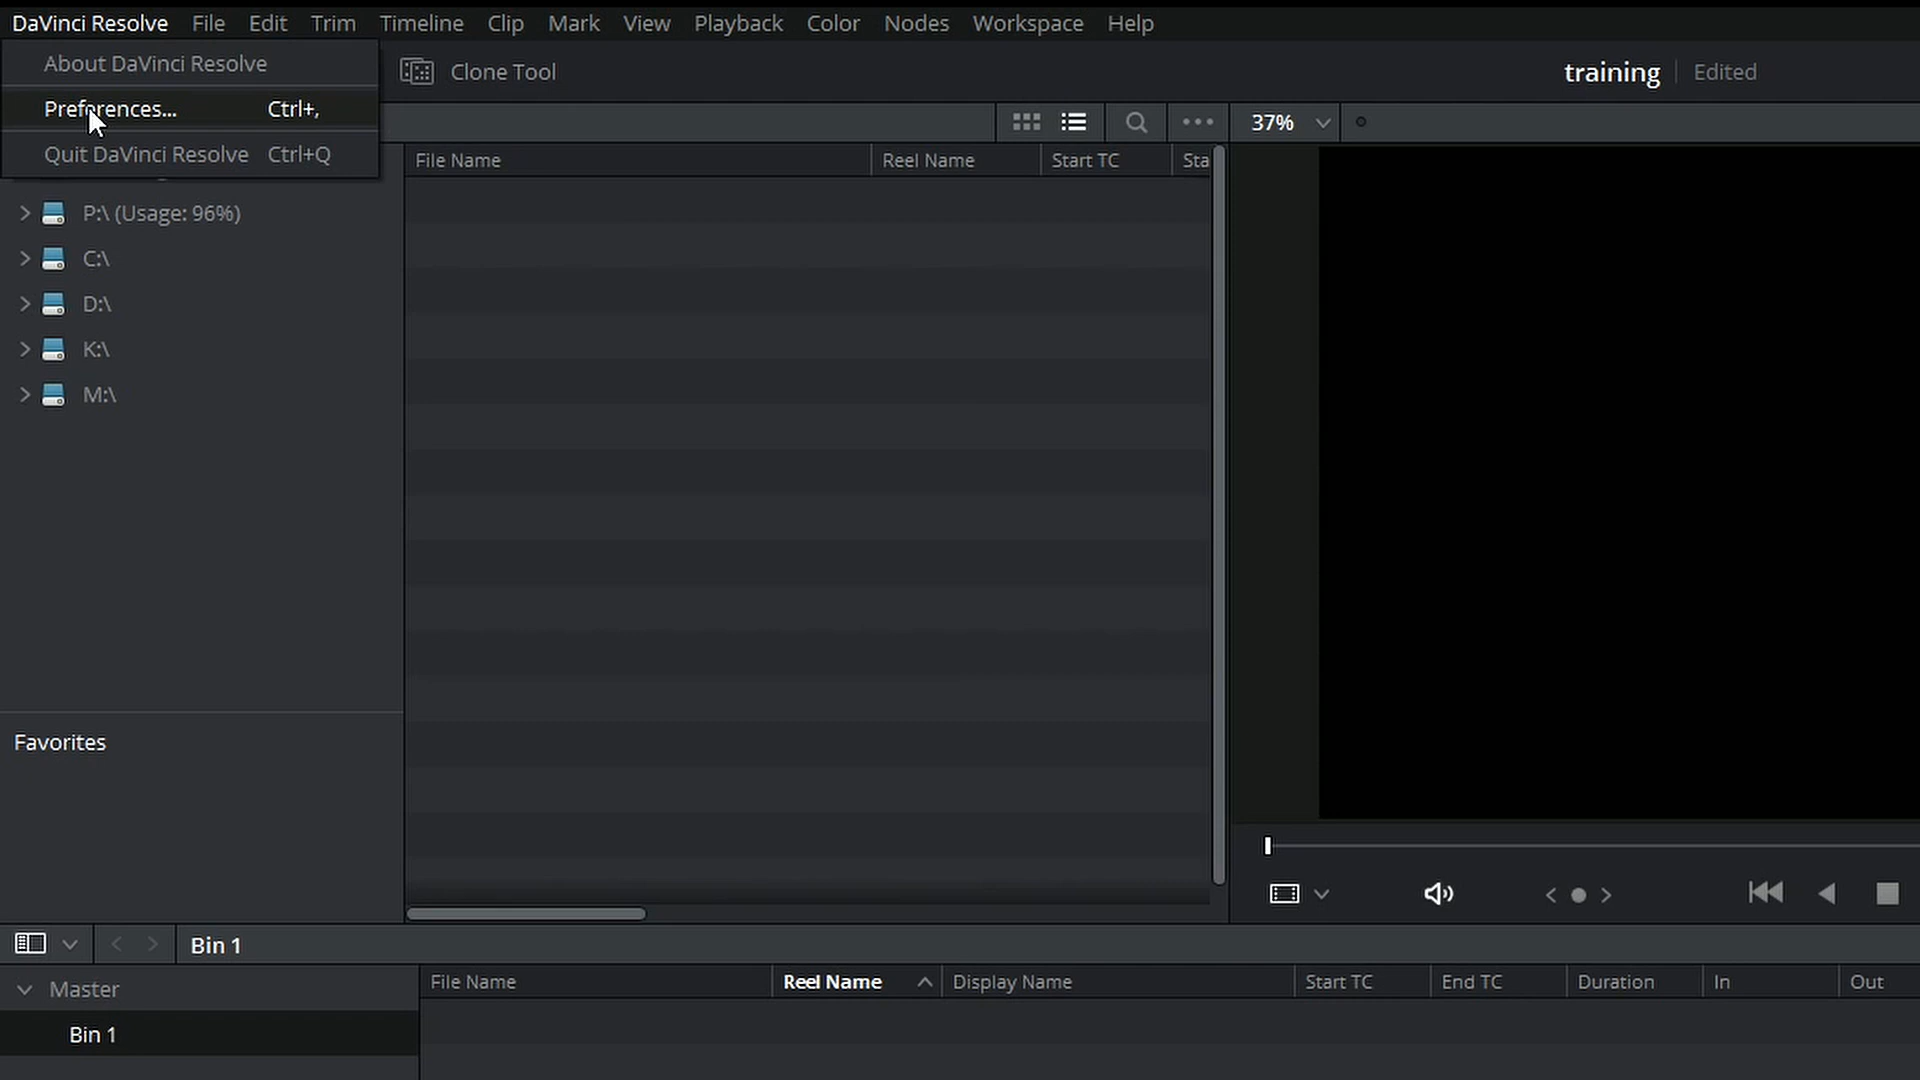 DaVinci Resolve File Edit Trim Timeline Clip Mark View Playback Color Nodes Workspace Help
About DaVinci Resolve
Preferences... Ctrl+,
Quit DaVinci Resolve Ctrl+Q
Clone Tool
training Edited
37%
File Name Reel Name Start TC Sta
P:\ (Usage: 96%)
C:\
D:\
K:\
M:\
Favorites
Bin 1
Master
Bin 1
File Name Reel Name Display Name Start TC End TC Duration In Out